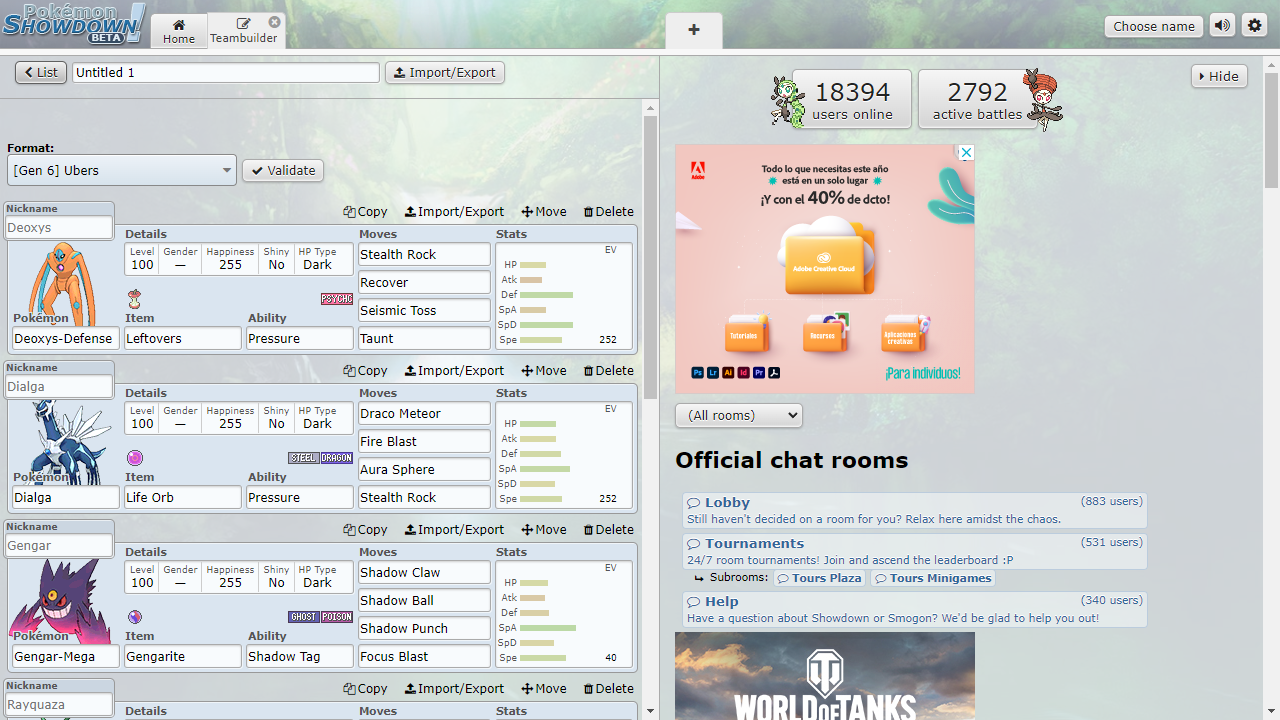 Pokémon
SHOWDOWN!
BETA
Home
Teambuilder
+
Choose name
List
Untitled 1
Import/Export
Format:
[Gen 6] Ubers
Validate
Nickname
Deoxys
Copy Import/Export Move Delete
Details
Moves
Stats
Level Gender Happiness Shiny HP Type
100 — 255 No Dark
Stealth Rock
Recover
Seismic Toss
Taunt
EV
HP
Atk
Def
SpA
SpD
Spe 252
PSYCHC
Pokémon Item Ability
Deoxys-Defense Leftovers Pressure
Nickname
Dialga
Copy Import/Export Move Delete
Details
Moves
Stats
Level Gender Happiness Shiny HP Type
100 — 255 No Dark
Draco Meteor
Fire Blast
Aura Sphere
Stealth Rock
EV
HP
Atk
Def
SpA
SpD
Spe 252
STEEL DRAGON
Pokémon Item Ability
Dialga Life Orb Pressure
Nickname
Gengar
Copy Import/Export Move Delete
Details
Moves
Stats
Level Gender Happiness Shiny HP Type
100 — 255 No Dark
Shadow Claw
Shadow Ball
Shadow Punch
Focus Blast
EV
HP
Atk
Def
SpA
SpD
Spe 40
GHOST POISON
Pokémon Item Ability
Gengar-Mega Gengarite Shadow Tag
Nickname
Rayquaza
Copy Import/Export Move Delete
Details
Moves
Stats
Hide
18394
users online
2792
active battles
Adobe
Todo lo que necesitas este año
está en un solo lugar
¡Y con el 40% de dcto!
Adobe Creative Cloud
Tutoriales
Recursos
Aplicaciones
creativas
Ps Lr Ai Id Pr
¡Para individuos!
(All rooms)
Official chat rooms
Lobby (883 users)
Still haven't decided on a room for you? Relax here amidst the chaos.
Tournaments (531 users)
24/7 room tournaments! Join and ascend the leaderboard :P
Subrooms: Tours Plaza Tours Minigames
Help (340 users)
Have a question about Showdown or Smogon? We'd be glad to help you out!
WORLD OF TANKS